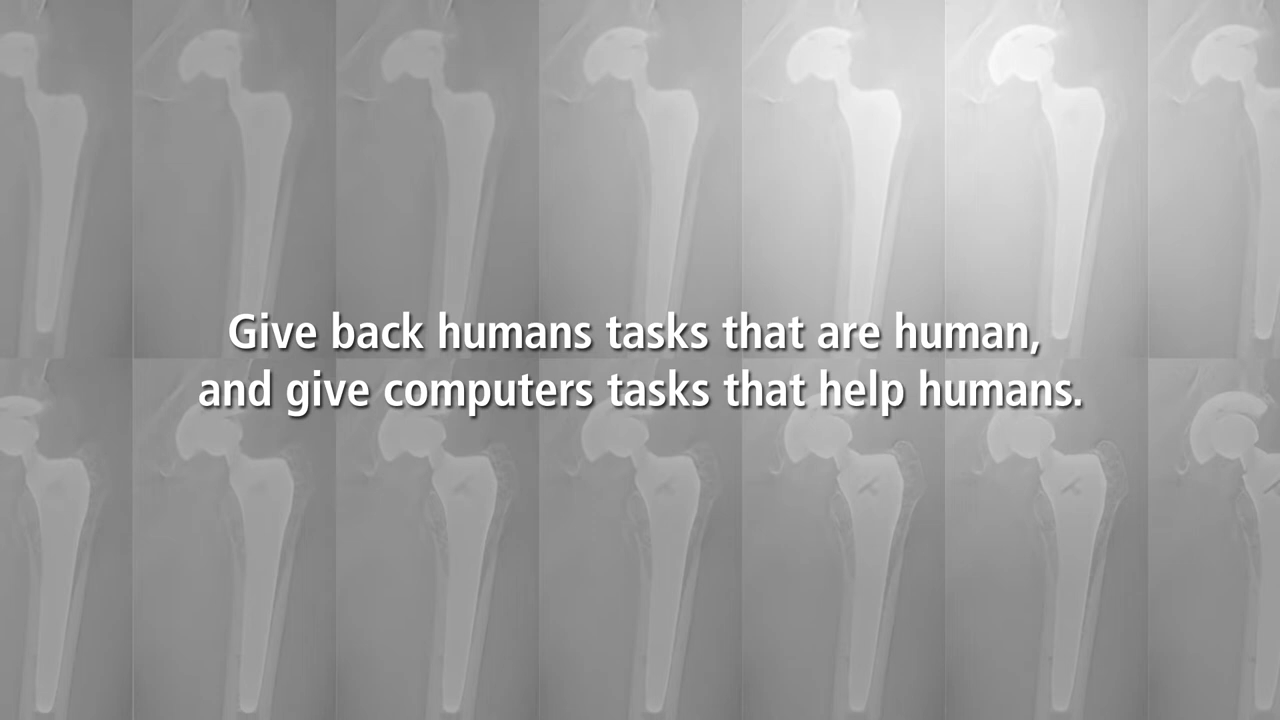 Give back humans tasks that are human,
and give computers tasks that help humans.